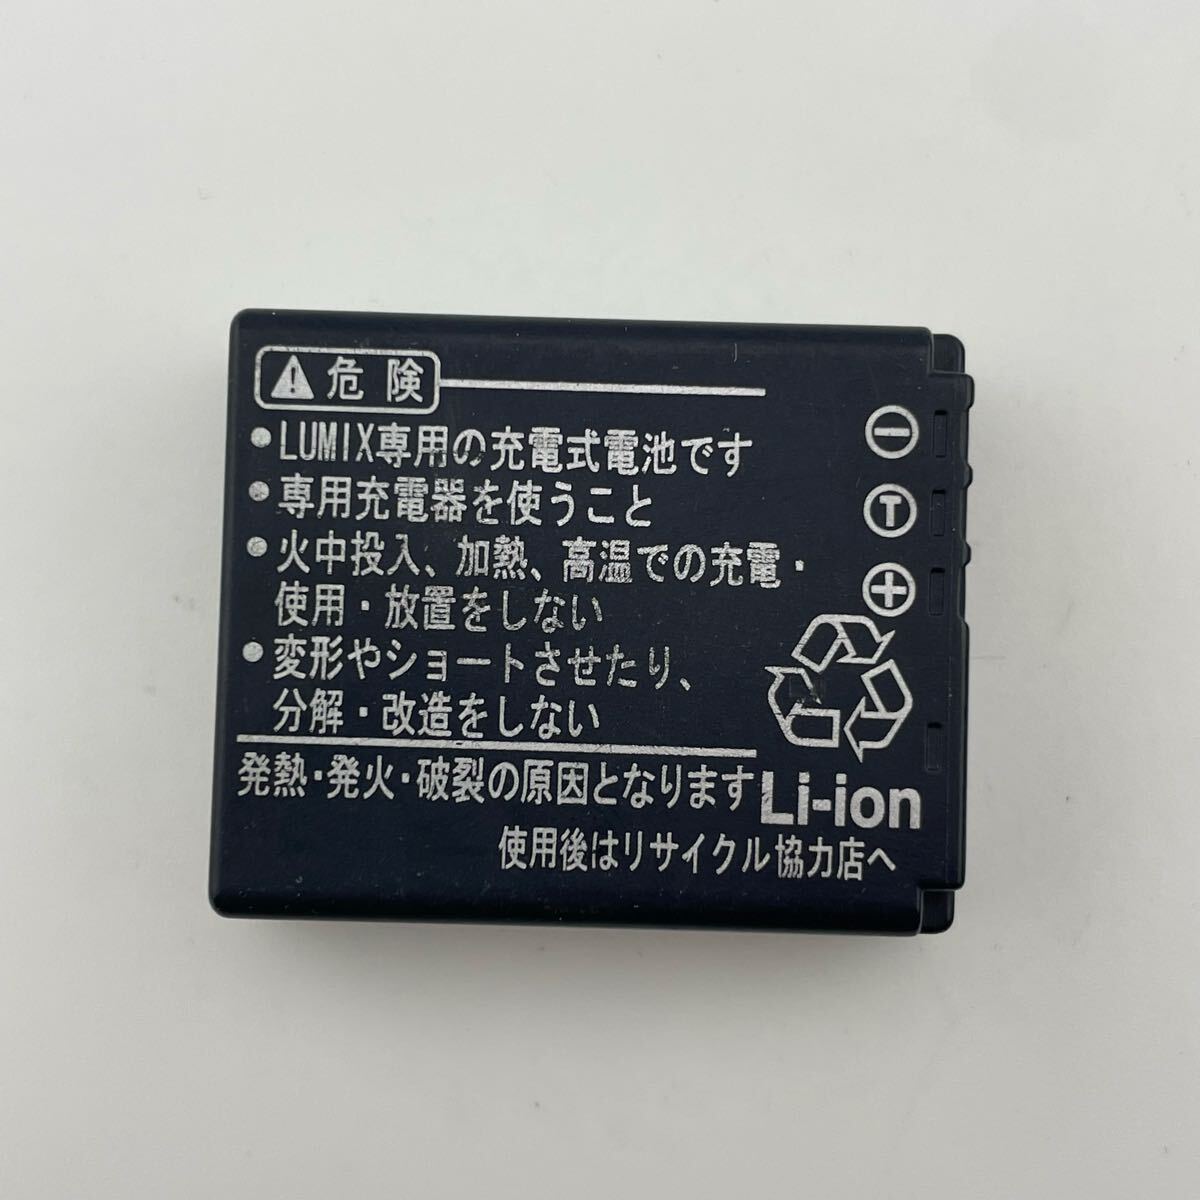 危険
・LUMIX専用の充電式電池です
・専用充電器を使うこと
・火中投入、加熱、高温での充電・
使用・放置をしない
・変形やショートさせたり、
分解・改造をしない
発熱・発火・破裂の原因となります
⊖
T
⊕
Li-ion
使用後はリサイクル協力店へ